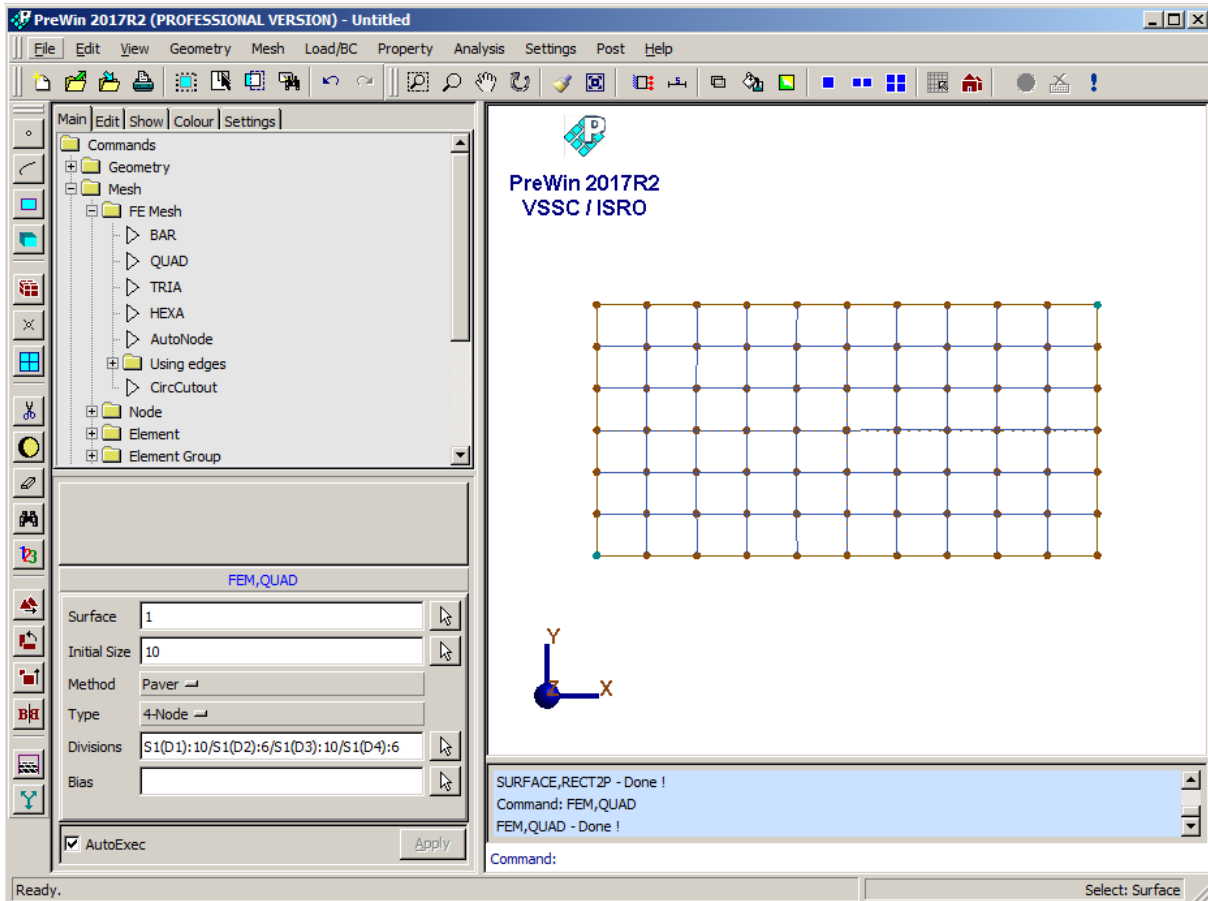 PreWin 2017R2 (PROFESSIONAL VERSION) - Untitled
File Edit View Geometry Mesh Load/BC Property Analysis Settings Post Help
Main Edit Show Colour Settings
Commands
Geometry
Mesh
FE Mesh
BAR
QUAD
TRIA
HEXA
AutoNode
Using edges
CircCutout
Node
Element
Element Group
FEM,QUAD
Surface 1
Initial Size 10
Method Paver
Type 4-Node
Divisions S1(D1):10/S1(D2):6/S1(D3):10/S1(D4):6
Bias
AutoExec Apply
P
PreWin 2017R2
VSSC / ISRO
Y
Z X
SURFACE,RECT2P - Done !
Command: FEM,QUAD
FEM,QUAD - Done !
Command:
Ready. Select: Surface